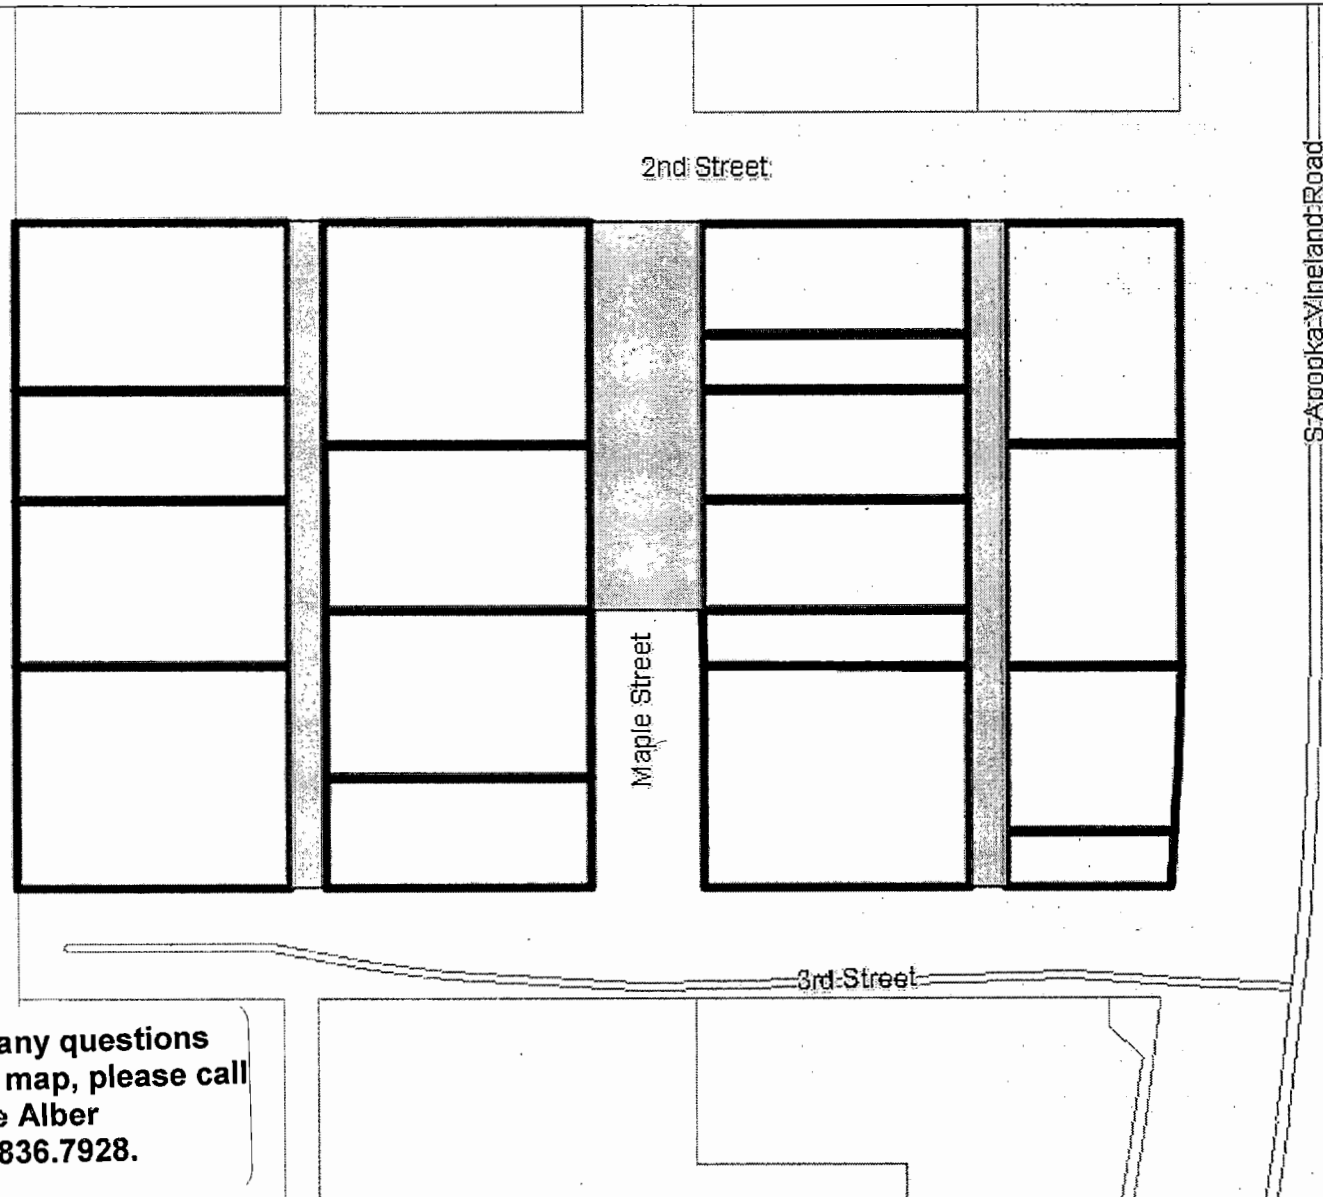 2nd Street
S Apopka Vineland Road
Maple Street
3rd Street
any questions
map, please call
e Alber
836.7928.